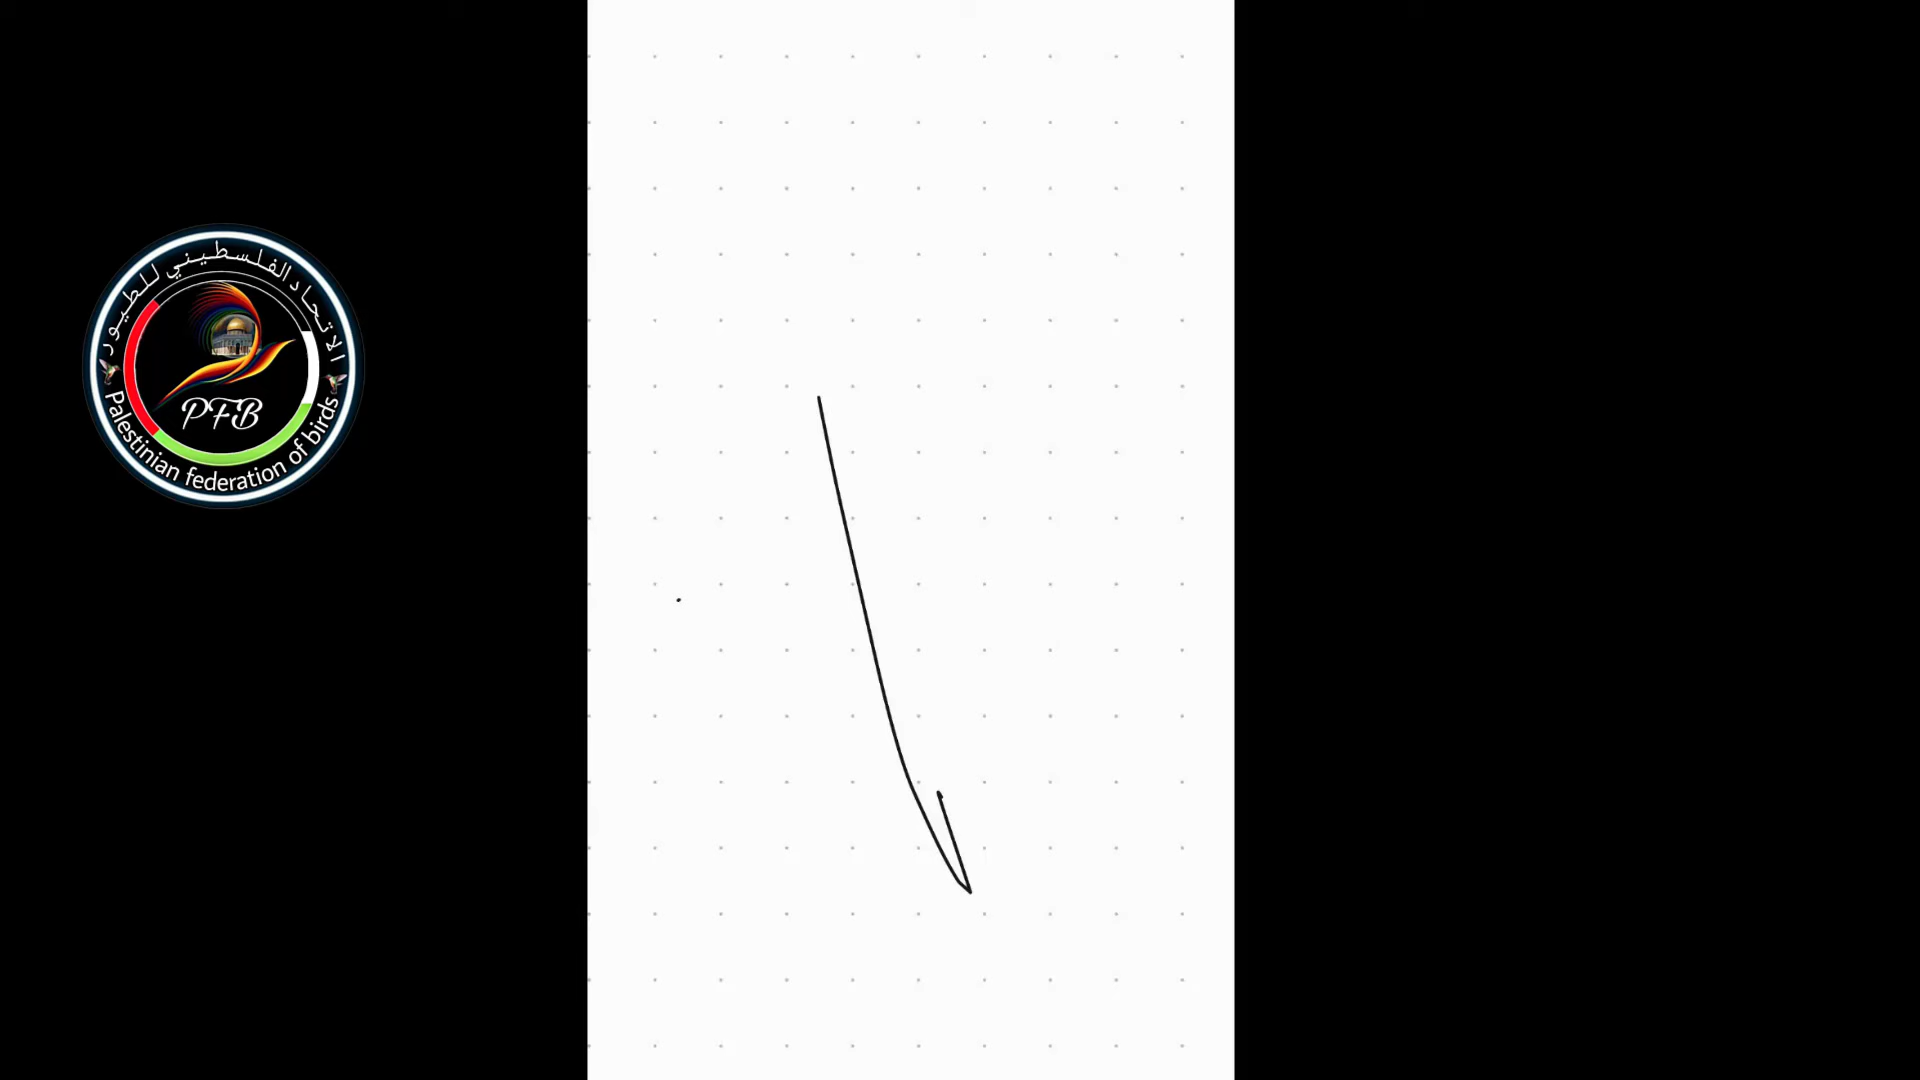 الاتحاد الفلسطيني للطيور
PFB
Palestinian federation of birds